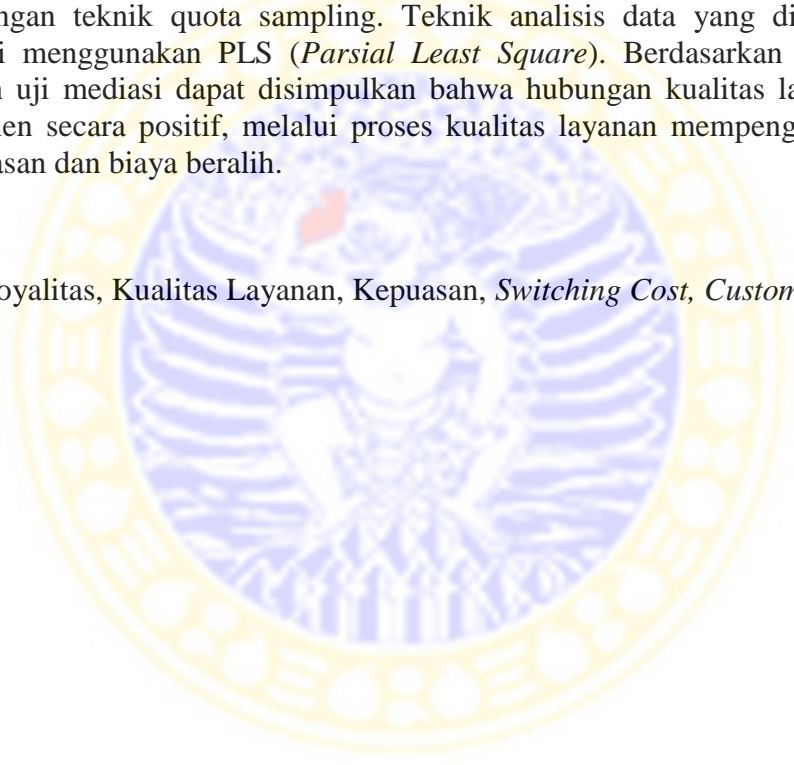 ngan teknik quota sampling. Teknik analisis data yang di
i menggunakan PLS (Parsial Least Square). Berdasarkan
n uji mediasi dapat disimpulkan bahwa hubungan kualitas la
en secara positif, melalui proses kualitas layanan mempeng
asan dan biaya beralih.
oyalitas, Kualitas Layanan, Kepuasan, Switching Cost, Custom